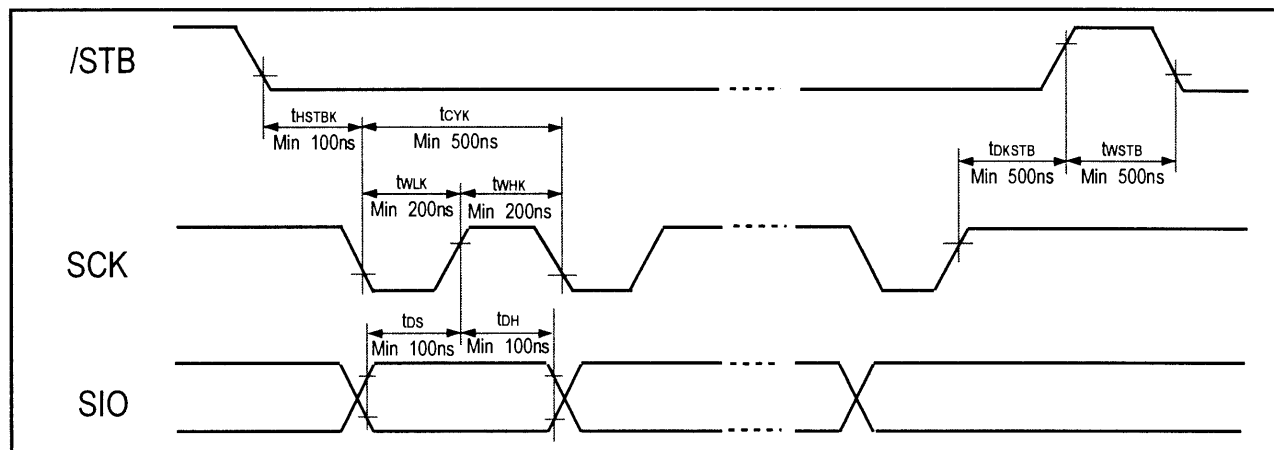 /STB
tHSTBK
Min 100ns
tCYK
Min 500ns
tDKSTB
Min 500ns
tWSTB
Min 500ns
tWLK
Min 200ns
tWHK
Min 200ns
SCK
tDS
Min 100ns
tDH
Min 100ns
SIO